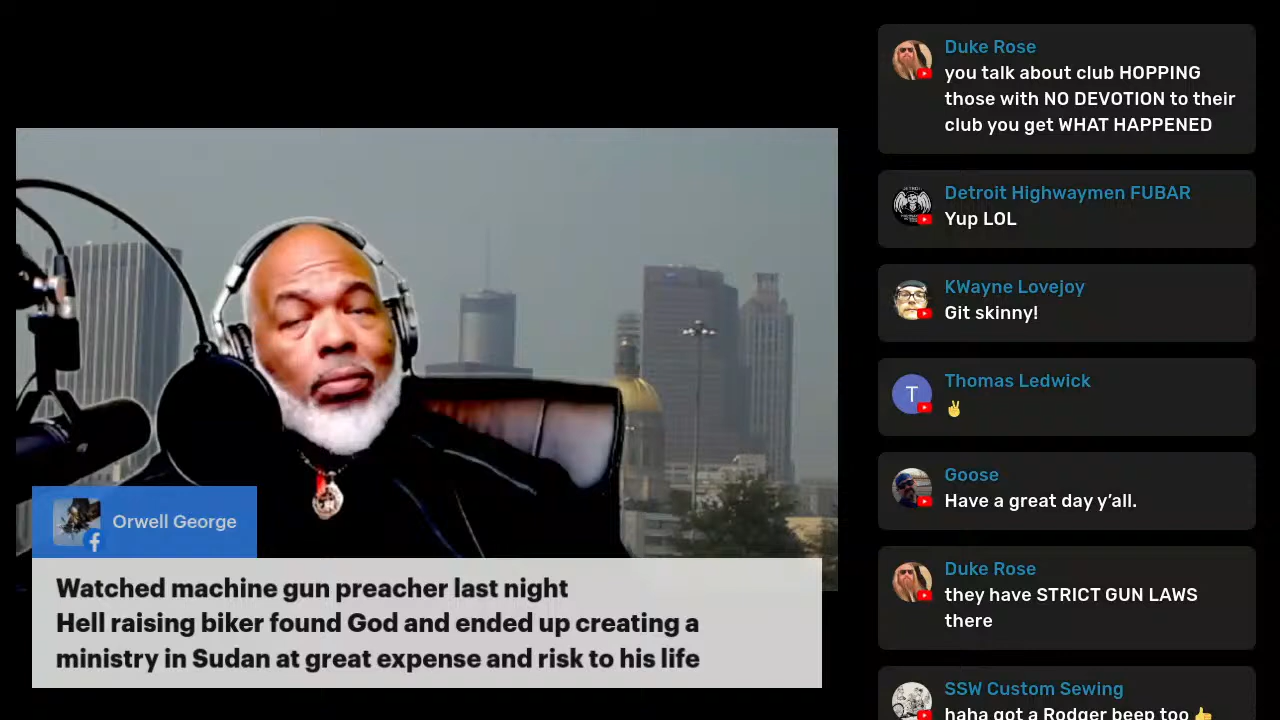 Orwell George
Watched machine gun preacher last night
Hell raising biker found God and ended up creating a
ministry in Sudan at great expense and risk to his life
Duke Rose
you talk about club HOPPING
those with NO DEVOTION to their
club you get WHAT HAPPENED
Detroit Highwaymen FUBAR
Yup LOL
KWayne Lovejoy
Git skinny!
T
Thomas Ledwick
✌️
Goose
Have a great day y’all.
Duke Rose
they have STRICT GUN LAWS
there
SSW Custom Sewing
haha got a Rodger beep too 👍